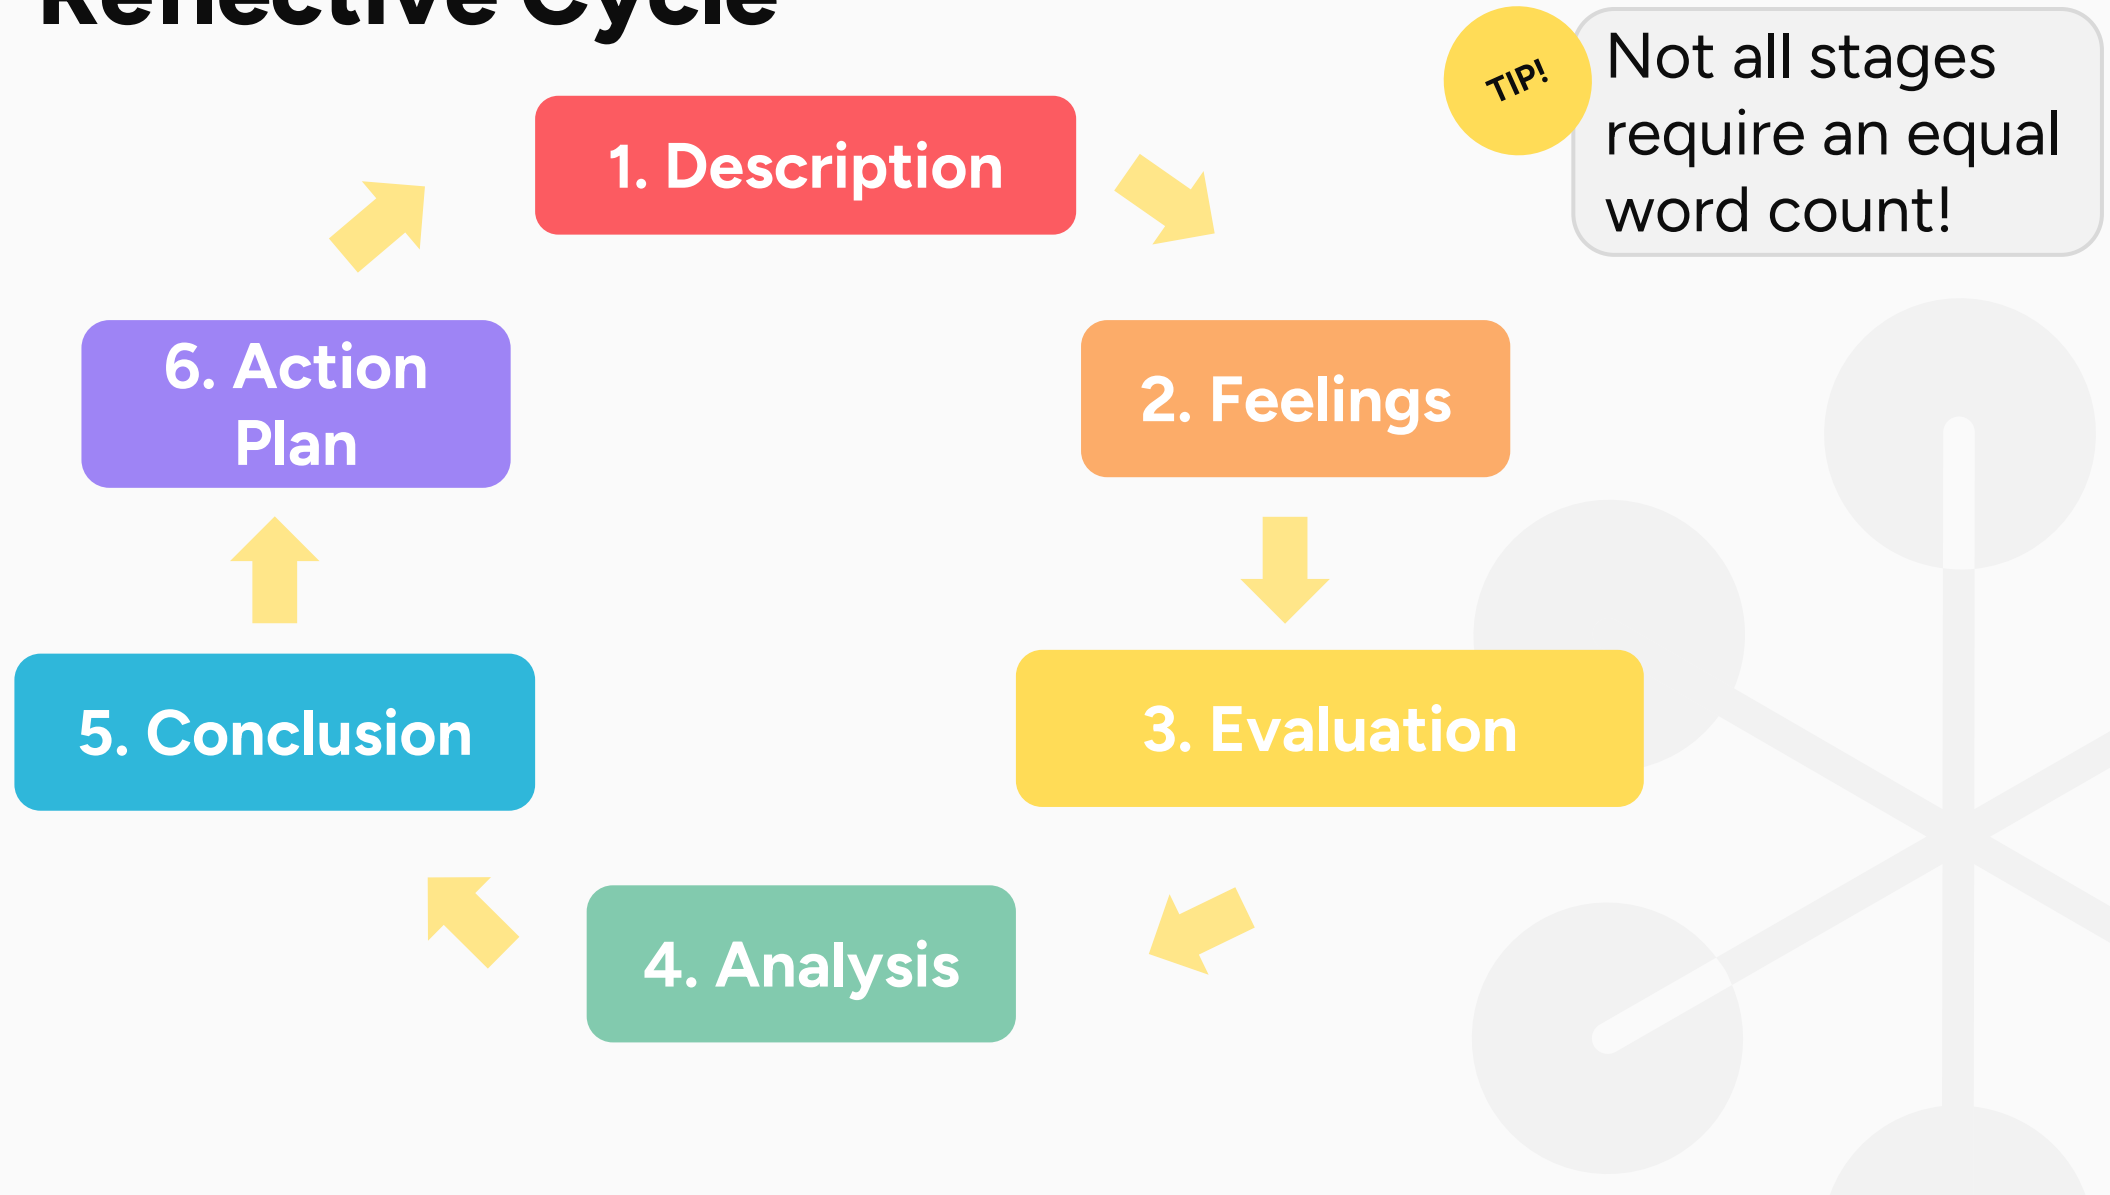 Reflective Cycle
TIP!
Not all stages
require an equal
word count!
1. Description
2. Feelings
3. Evaluation
4. Analysis
5. Conclusion
6. Action
Plan